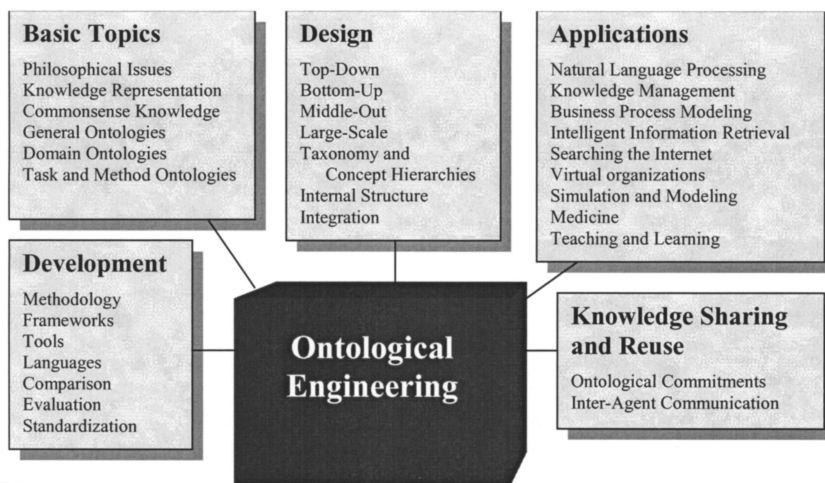 Basic Topics
Philosophical Issues
Knowledge Representation
Commonsense Knowledge
General Ontologies
Domain Ontologies
Task and Method Ontologies
Design
Top-Down
Bottom-Up
Middle-Out
Large-Scale
Taxonomy and
Concept Hierarchies
Internal Structure
Integration
Applications
Natural Language Processing
Knowledge Management
Business Process Modeling
Intelligent Information Retrieval
Searching the Internet
Virtual organizations
Simulation and Modeling
Medicine
Teaching and Learning
Development
Methodology
Frameworks
Tools
Languages
Comparison
Evaluation
Standardization
Ontological
Engineering
Knowledge Sharing
and Reuse
Ontological Commitments
Inter-Agent Communication